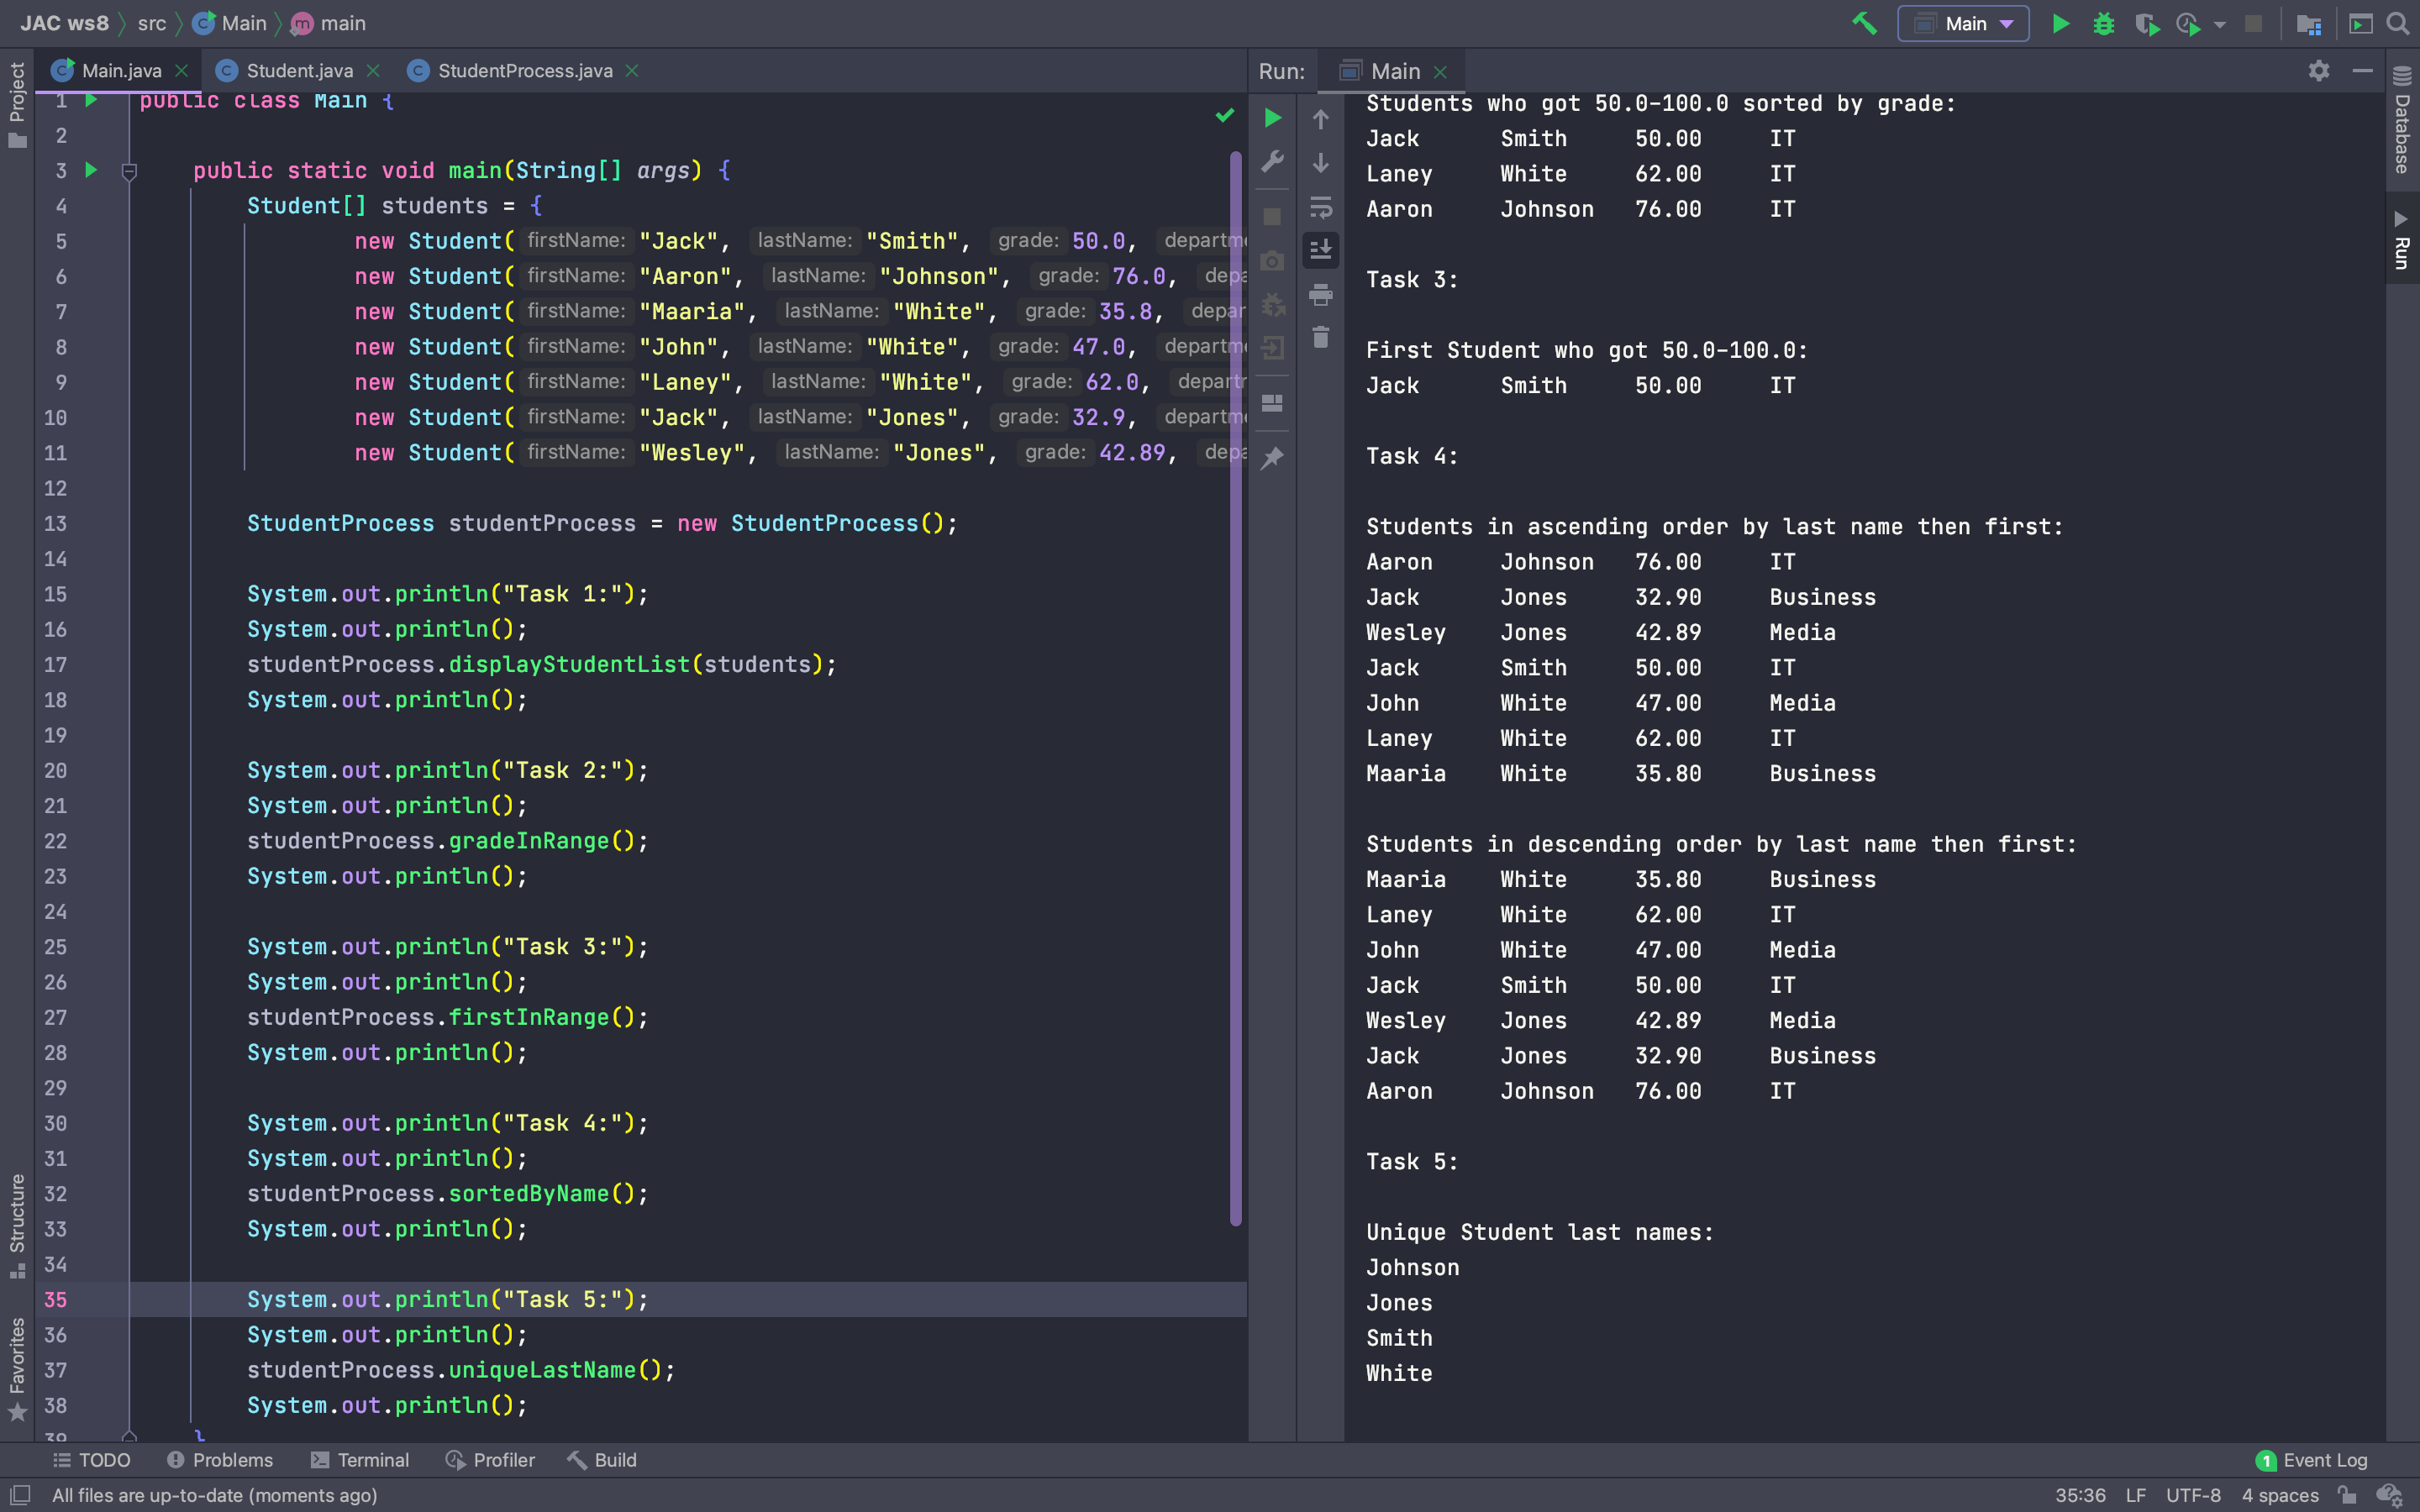 JAC ws8 src Main main
Main
Main.java Student.java StudentProcess.java
Run: Main
Project
Structure
Favorites
1 public class Main {
2
3 public static void main(String[] args) {
4 Student[] students = {
5 new Student( firstName: "Jack", lastName: "Smith", grade: 50.0,
6 new Student( firstName: "Aaron", lastName: "Johnson", grade: 76.0,
7 new Student( firstName: "Maaria", lastName: "White", grade: 35.8,
8 new Student( firstName: "John", lastName: "White", grade: 47.0,
9 new Student( firstName: "Laney", lastName: "White", grade: 62.0,
10 new Student( firstName: "Jack", lastName: "Jones", grade: 32.9,
11 new Student( firstName: "Wesley", lastName: "Jones", grade: 42.89,
12
13 StudentProcess studentProcess = new StudentProcess();
14
15 System.out.println("Task 1:");
16 System.out.println();
17 studentProcess.displayStudentList(students);
18 System.out.println();
19
20 System.out.println("Task 2:");
21 System.out.println();
22 studentProcess.gradeInRange();
23 System.out.println();
24
25 System.out.println("Task 3:");
26 System.out.println();
27 studentProcess.firstInRange();
28 System.out.println();
29
30 System.out.println("Task 4:");
31 System.out.println();
32 studentProcess.sortedByName();
33 System.out.println();
34
35 System.out.println("Task 5:");
36 System.out.println();
37 studentProcess.uniqueLastName();
38 System.out.println();
39 }
Students who got 50.0-100.0 sorted by grade:
Jack Smith 50.00 IT
Laney White 62.00 IT
Aaron Johnson 76.00 IT
Task 3:
First Student who got 50.0-100.0:
Jack Smith 50.00 IT
Task 4:
Students in ascending order by last name then first:
Aaron Johnson 76.00 IT
Jack Jones 32.90 Business
Wesley Jones 42.89 Media
Jack Smith 50.00 IT
John White 47.00 Media
Laney White 62.00 IT
Maaria White 35.80 Business
Students in descending order by last name then first:
Maaria White 35.80 Business
Laney White 62.00 IT
John White 47.00 Media
Jack Smith 50.00 IT
Wesley Jones 42.89 Media
Jack Jones 32.90 Business
Aaron Johnson 76.00 IT
Task 5:
Unique Student last names:
Johnson
Jones
Smith
White
Database
Run
TODO Problems Terminal Profiler Build 1 Event Log
All files are up-to-date (moments ago) 35:36 LF UTF-8 4 spaces